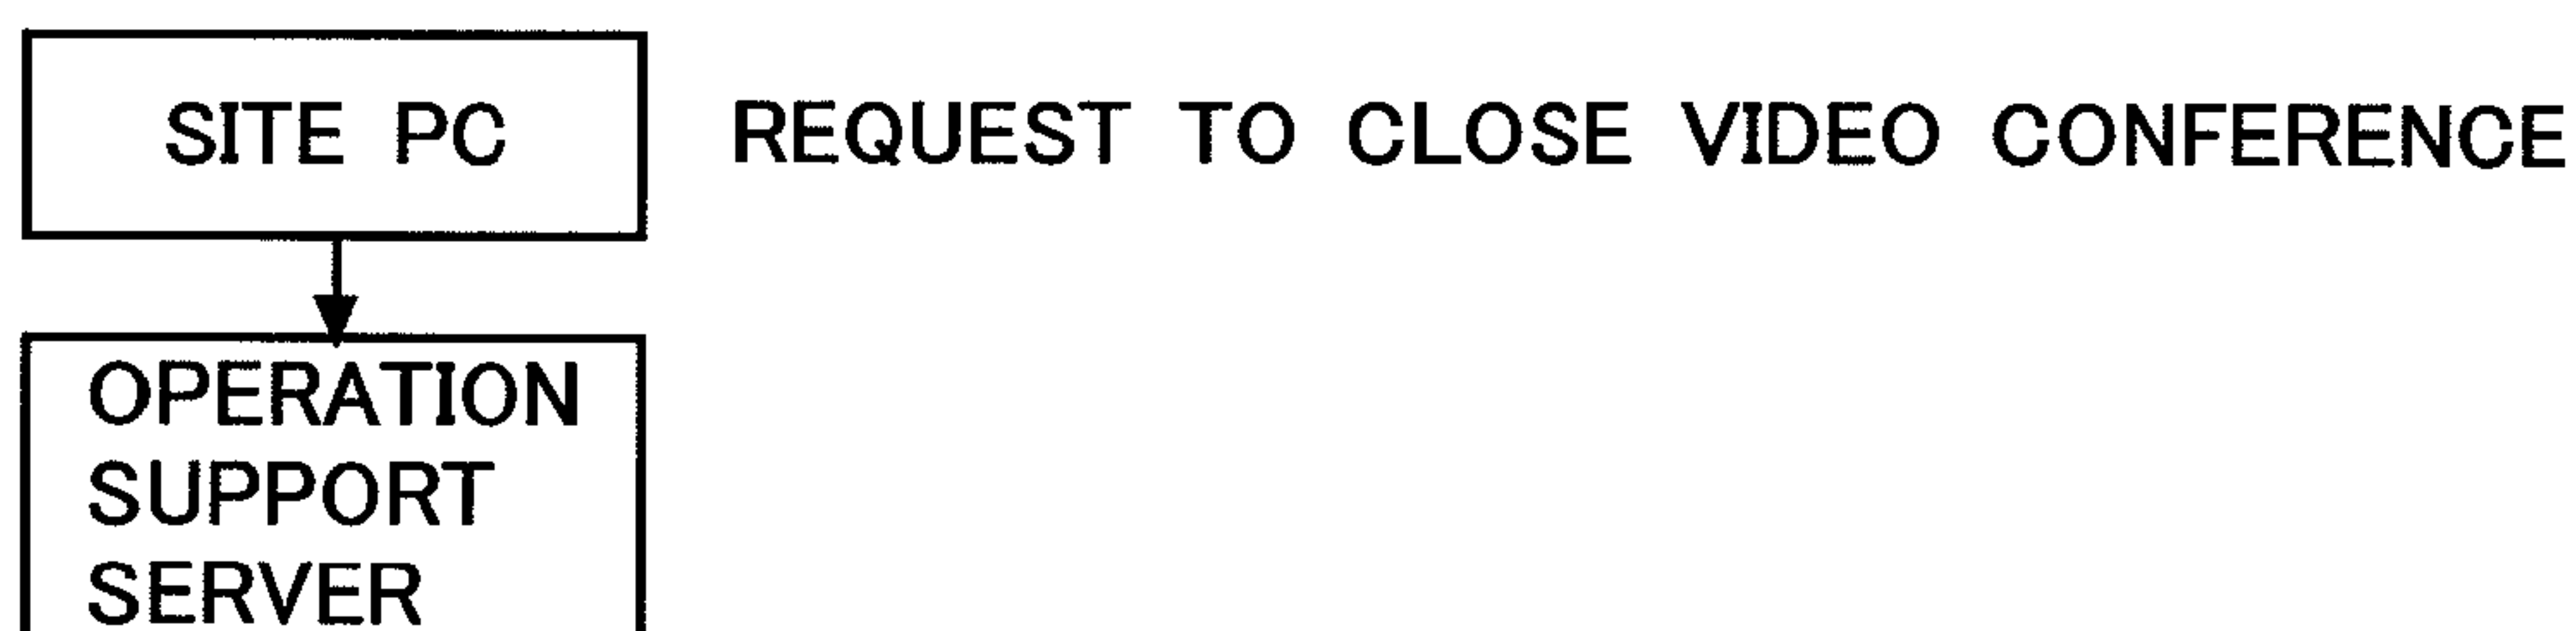 SITE PC
REQUEST TO CLOSE VIDEO CONFERENCE
OPERATION
SUPPORT
SERVER